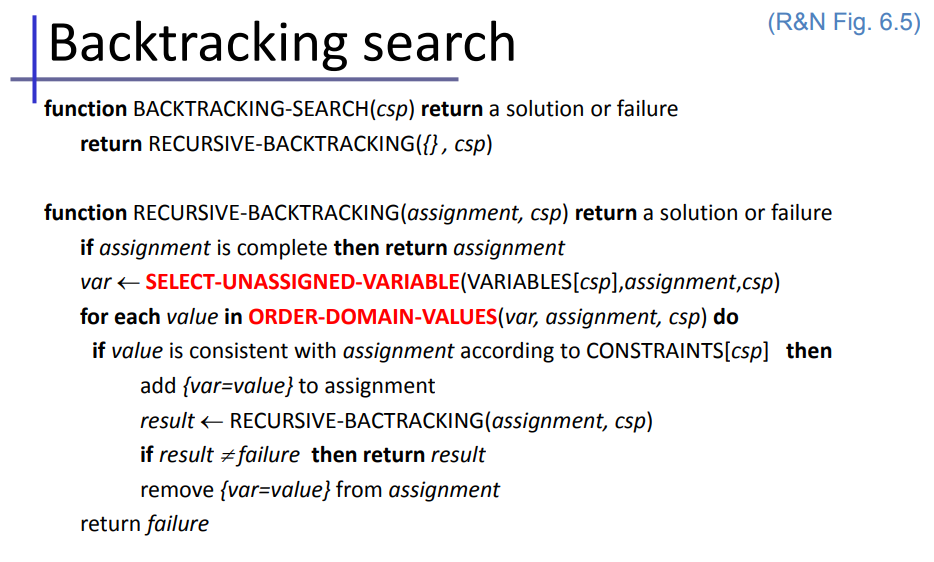 Backtracking search
(R&N Fig. 6.5)
function BACKTRACKING-SEARCH(csp) return a solution or failure
return RECURSIVE-BACKTRACKING({} , csp)
function RECURSIVE-BACKTRACKING(assignment, csp) return a solution or failure
if assignment is complete then return assignment
var ← SELECT-UNASSIGNED-VARIABLE(VARIABLES[csp],assignment,csp)
for each value in ORDER-DOMAIN-VALUES(var, assignment, csp) do
if value is consistent with assignment according to CONSTRAINTS[csp] then
add {var=value} to assignment
result ← RECURSIVE-BACTRACKING(assignment, csp)
if result ≠ failure then return result
remove {var=value} from assignment
return failure